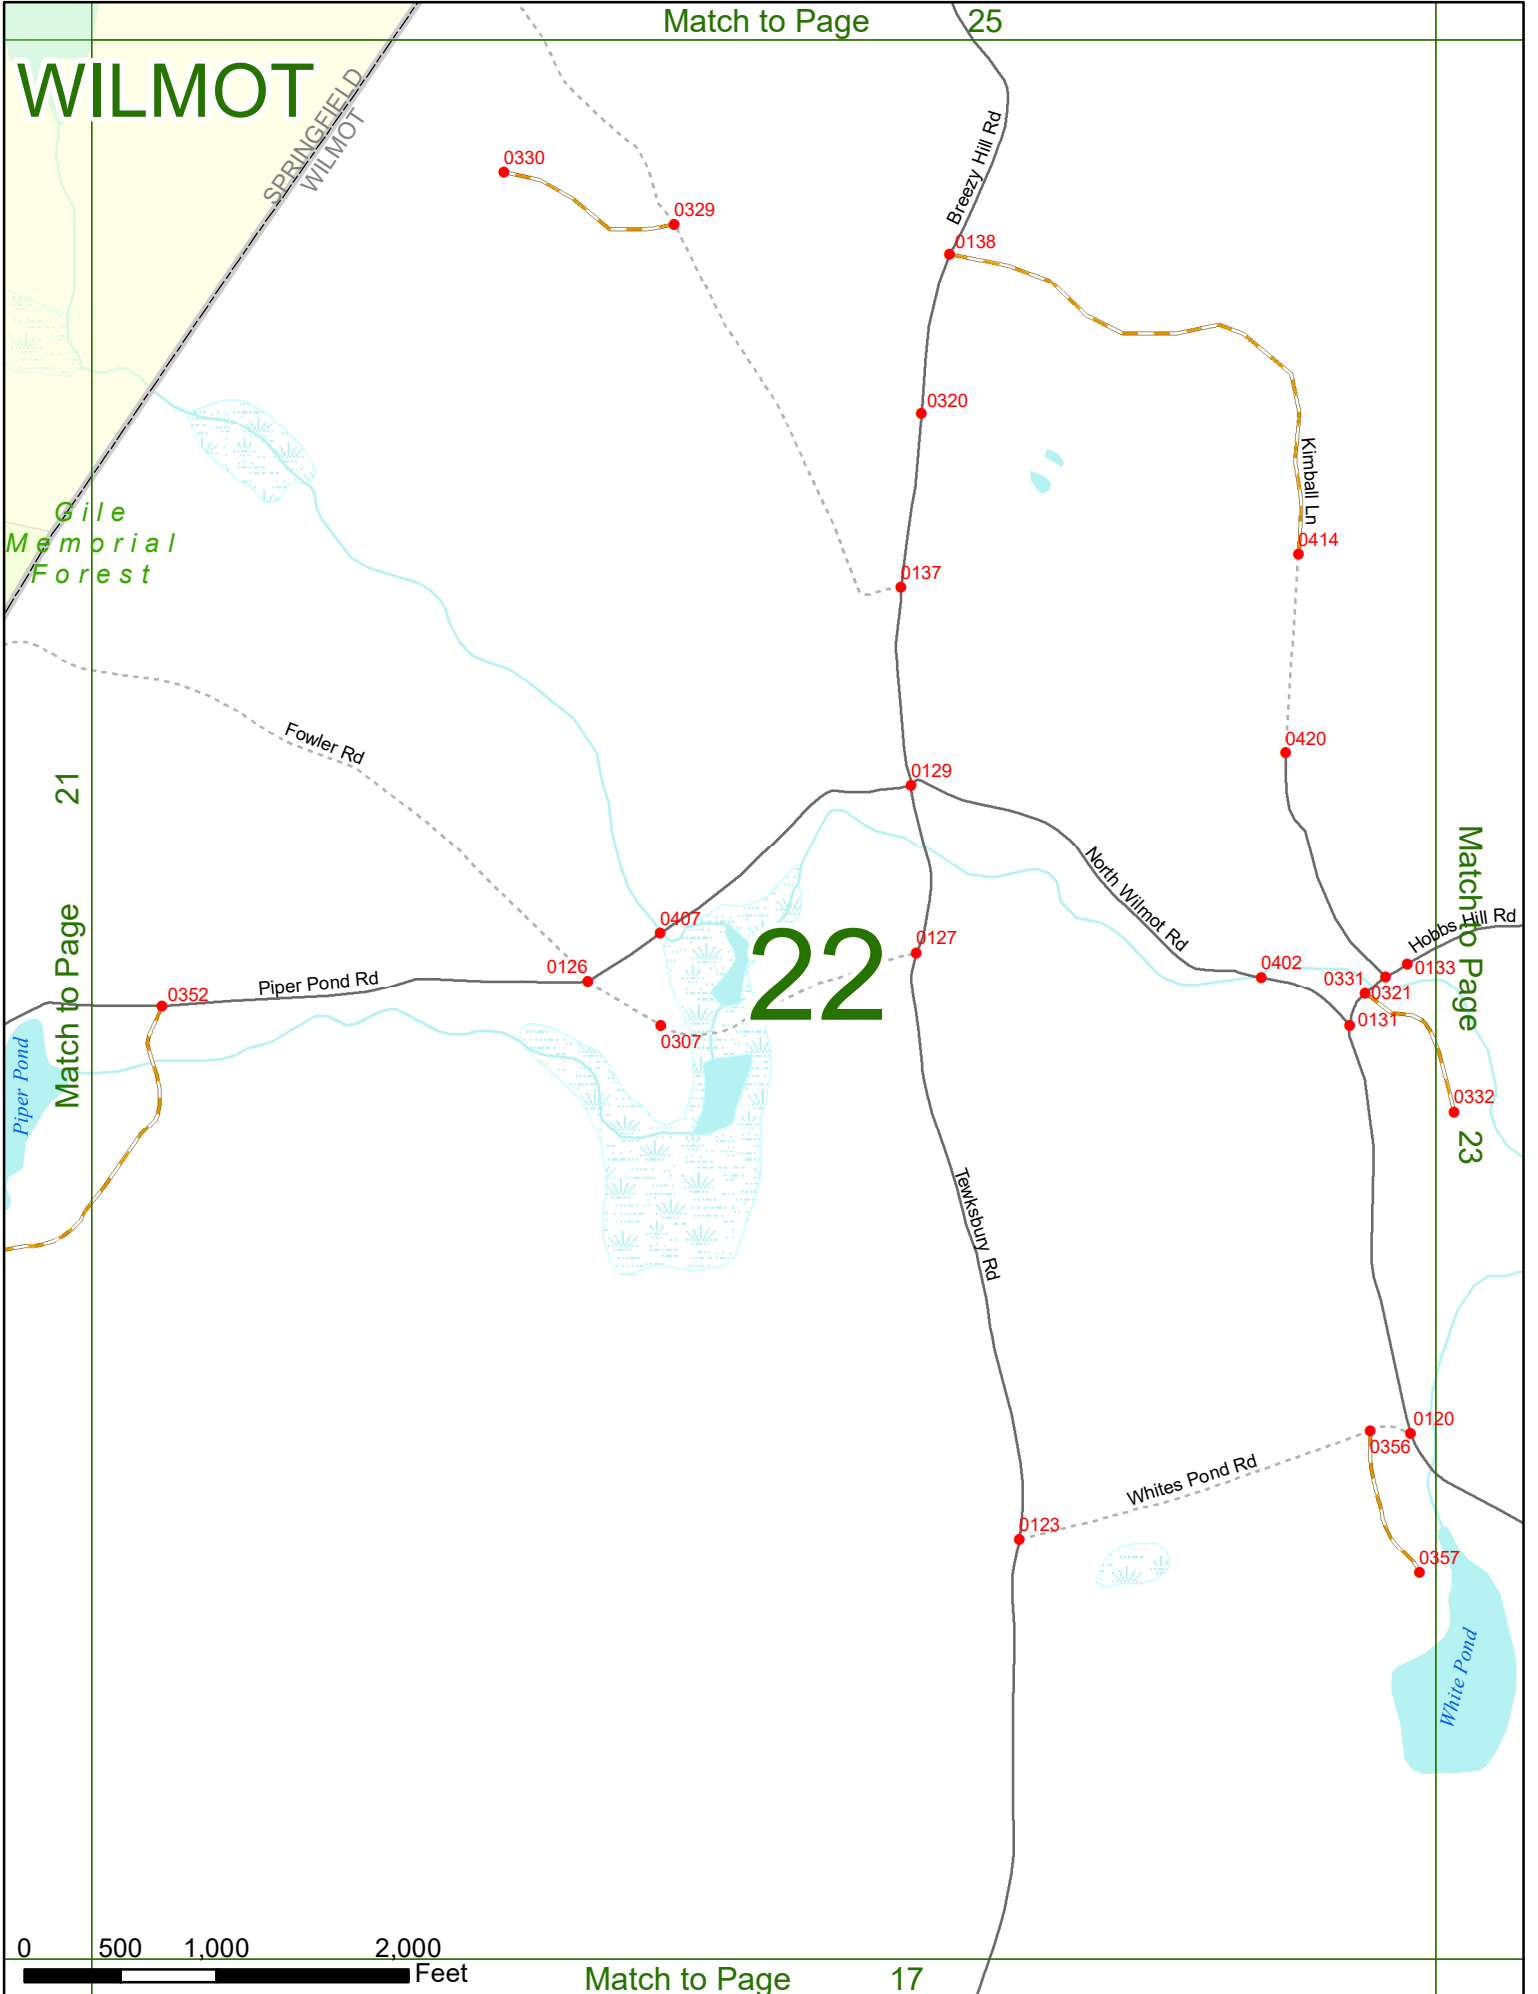 Match to Page 25
WILMOT
SPRINGFIELD
WILMOT
0330
0329
Breezy Hill Rd
0138
0320
Kimball Ln
Gile
Memorial
Forest
0414
0137
0420
Fowler Rd
0129
Match to Page 21
North Wilmot Rd
0407
0127
22
0126
Piper Pond Rd
0352
0307
Hobbs Hill Rd
0402
0133
0331
0321
0131
Match to Page 23
Piper Pond
0332
Tewksbury Rd
0120
0356
Whites Pond Rd
0123
0357
White Pond
0 500 1,000 2,000
Feet
Match to Page 17